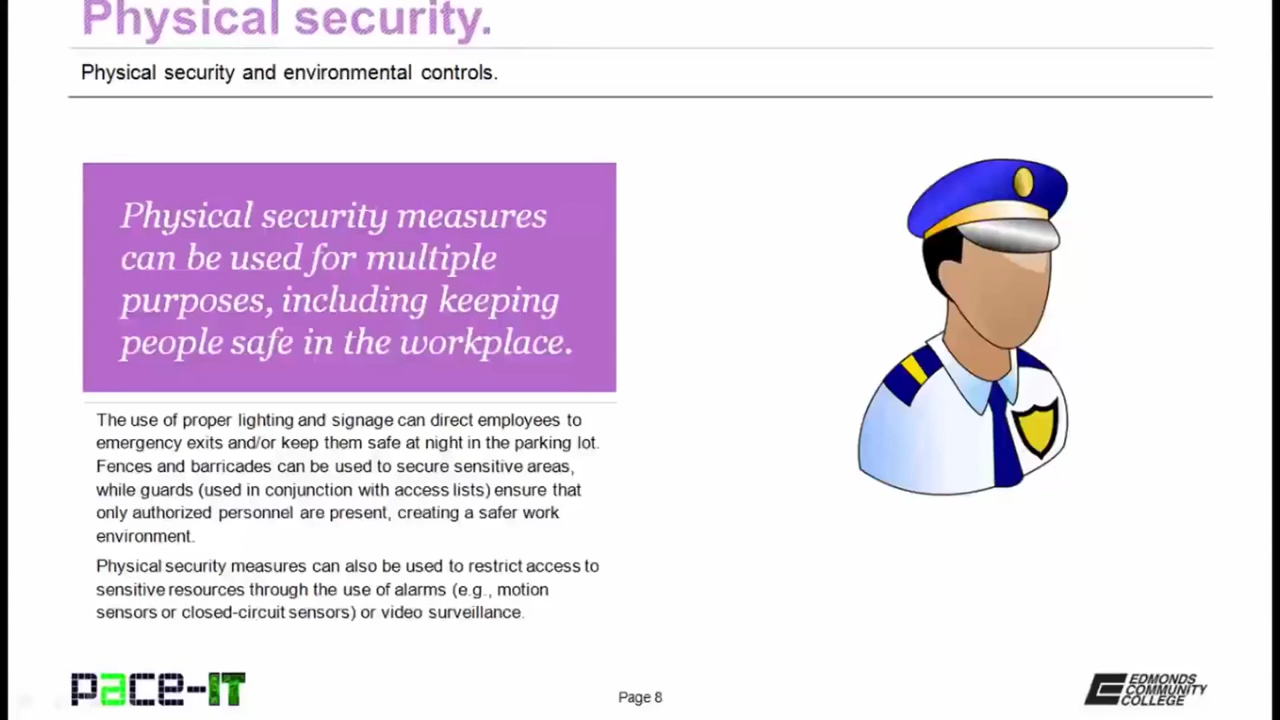 Physical security.
Physical security and environmental controls.
Physical security measures
can be used for multiple
purposes, including keeping
people safe in the workplace.
The use of proper lighting and signage can direct employees to
emergency exits and/or keep them safe at night in the parking lot.
Fences and barricades can be used to secure sensitive areas,
while guards (used in conjunction with access lists) ensure that
only authorized personnel are present, creating a safer work
environment.
Physical security measures can also be used to restrict access to
sensitive resources through the use of alarms (e.g., motion
sensors or closed-circuit sensors) or video surveillance.
pace-IT
Page 8
EDMONDS
COMMUNITY
COLLEGE